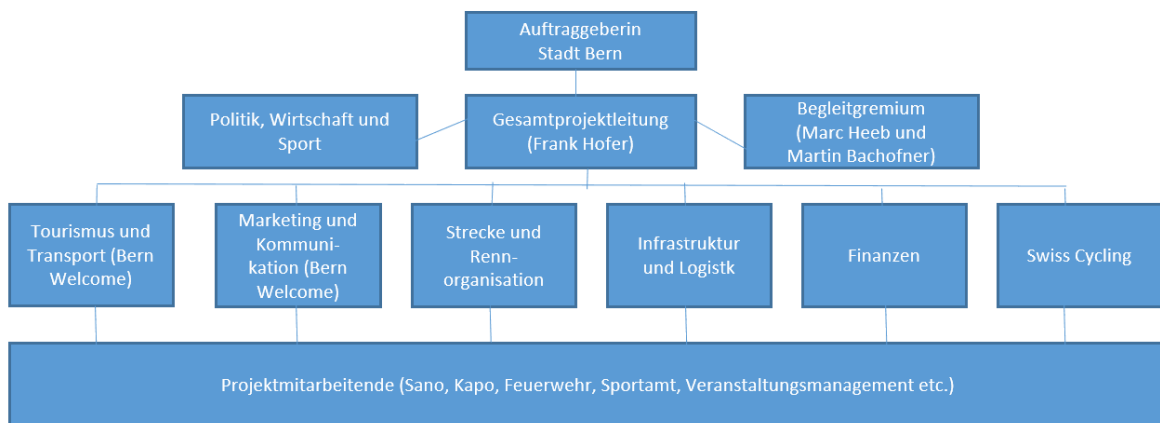 Auftraggeberin
Stadt Bern
Politik, Wirtschaft und
Sport
Gesamtprojektleitung
(Frank Hofer)
Begleitgremium
(Marc Heeb und
Martin Bachofner)
Tourismus und
Transport (Bern
Welcome)
Marketing und
Kommuni-
kation (Bern
Welcome)
Strecke und
Renn-
organisation
Infrastruktur
und Logistk
Finanzen
Swiss Cycling
Projektmitarbeitende (Sano, Kapo, Feuerwehr, Sportamt, Veranstaltungsmanagement etc.)